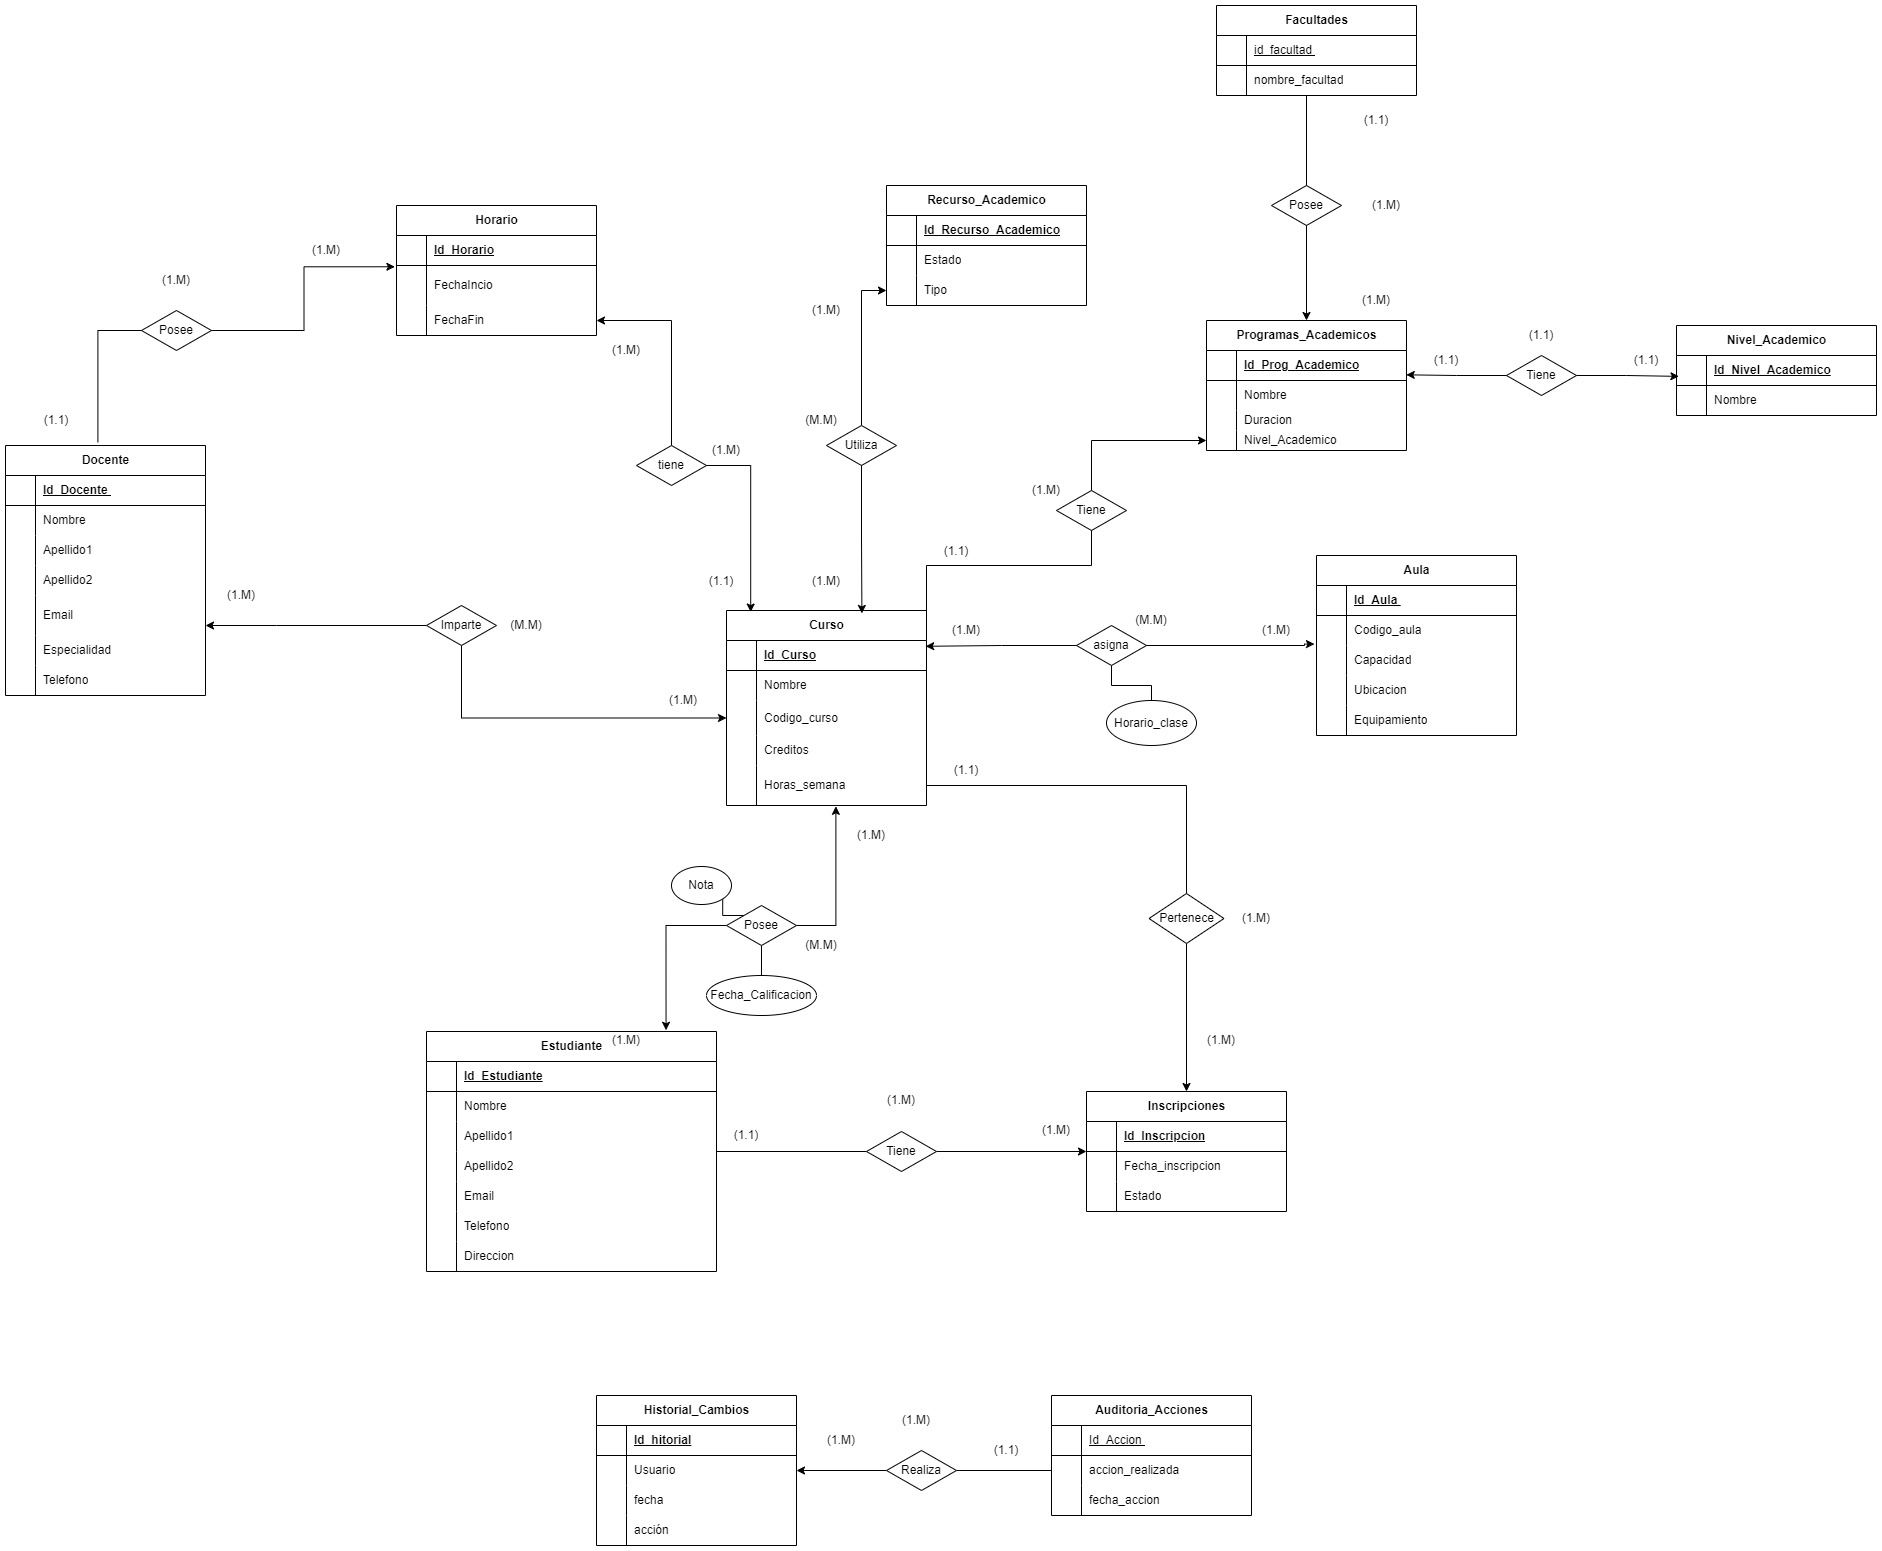 Facultades
id_facultad
nombre_facultad
(1.1)
Posee
(1.M)
(1.M)
Recurso_Academico
Id_Recurso_Academico
Estado
Tipo
(1.M)
(M.M)
Utiliza
(1.M)
Horario
Id_Horario
FechaIncio
FechaFin
(1.M)
(1.M)
Posee
(1.1)
(1.M)
tiene
(1.M)
(1.1)
Programas_Academicos
Id_Prog_Academico
Nombre
Duracion
Nivel_Academico
(1.1)
(1.1)
Tiene
(1.1)
Nivel_Academico
Id_Nivel_Academico
Nombre
(1.M)
Tiene
(1.1)
Docente
Id_Docente
Nombre
Apellido1
Apellido2
Email
Especialidad
Telefono
(1.M)
Imparte
(M.M)
(1.M)
Curso
Id_Curso
Nombre
Codigo_curso
Creditos
Horas_semana
(1.M)
asigna
(M.M)
(1.M)
Horario_clase
Aula
Id_Aula
Codigo_aula
Capacidad
Ubicacion
Equipamiento
(1.1)
Pertenece
(1.M)
(1.M)
(1.M)
Nota
Posee
(M.M)
Fecha_Calificacion
Estudiante
(1.M)
Id_Estudiante
Nombre
Apellido1
Apellido2
Email
Telefono
Direccion
(1.1)
(1.M)
Tiene
(1.M)
Inscripciones
Id_Inscripcion
Fecha_inscripcion
Estado
Historial_Cambios
Id_hitorial
Usuario
fecha
acción
(1.M)
(1.M)
Realiza
(1.1)
Auditoria_Acciones
Id_Accion
accion_realizada
fecha_accion